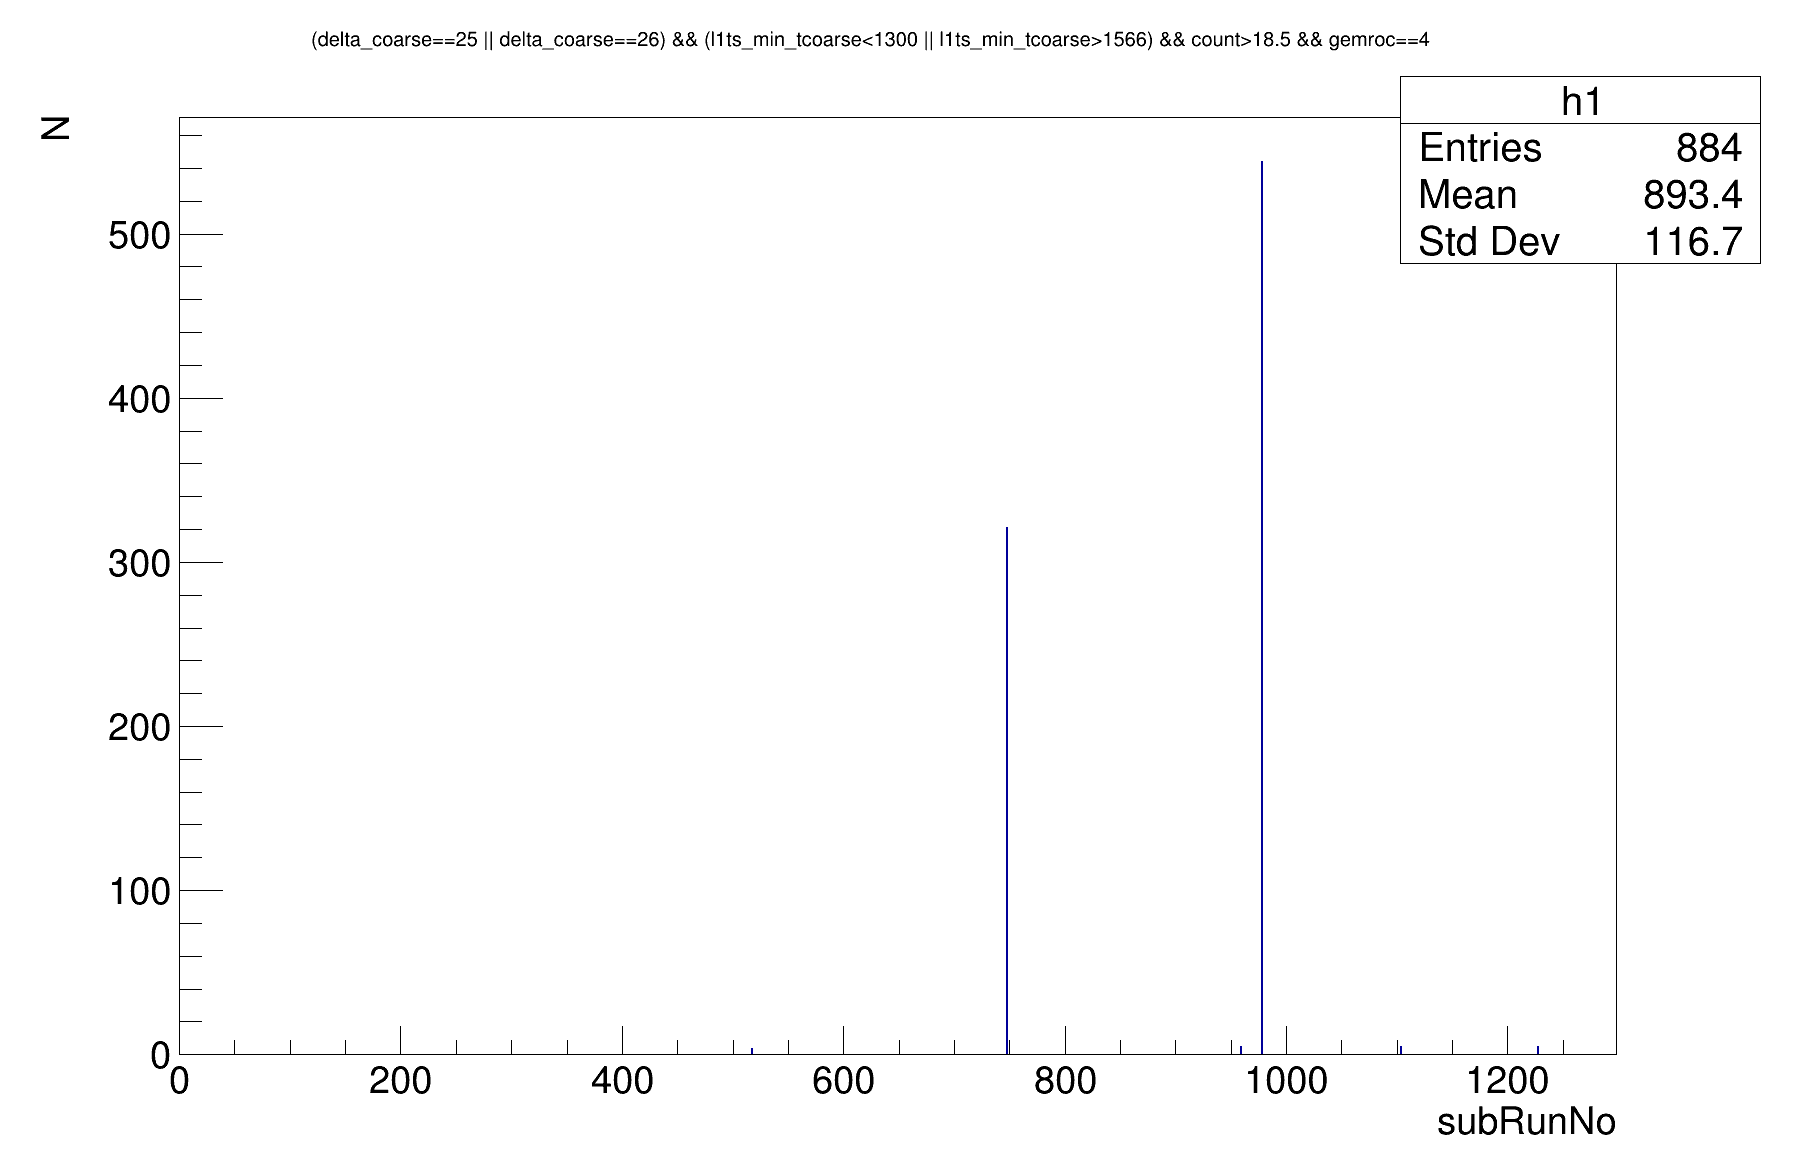 (delta_coarse==25 || delta_coarse==26) && (l1ts_min_tcoarse<1300 || l1ts_min_tcoarse>1566) && count>18.5 && gemroc==4
N
h1
Entries 884
Mean 893.4
Std Dev 116.7
500
400
300
200
100
0
0 200 400 600 800 1000 1200
subRunNo